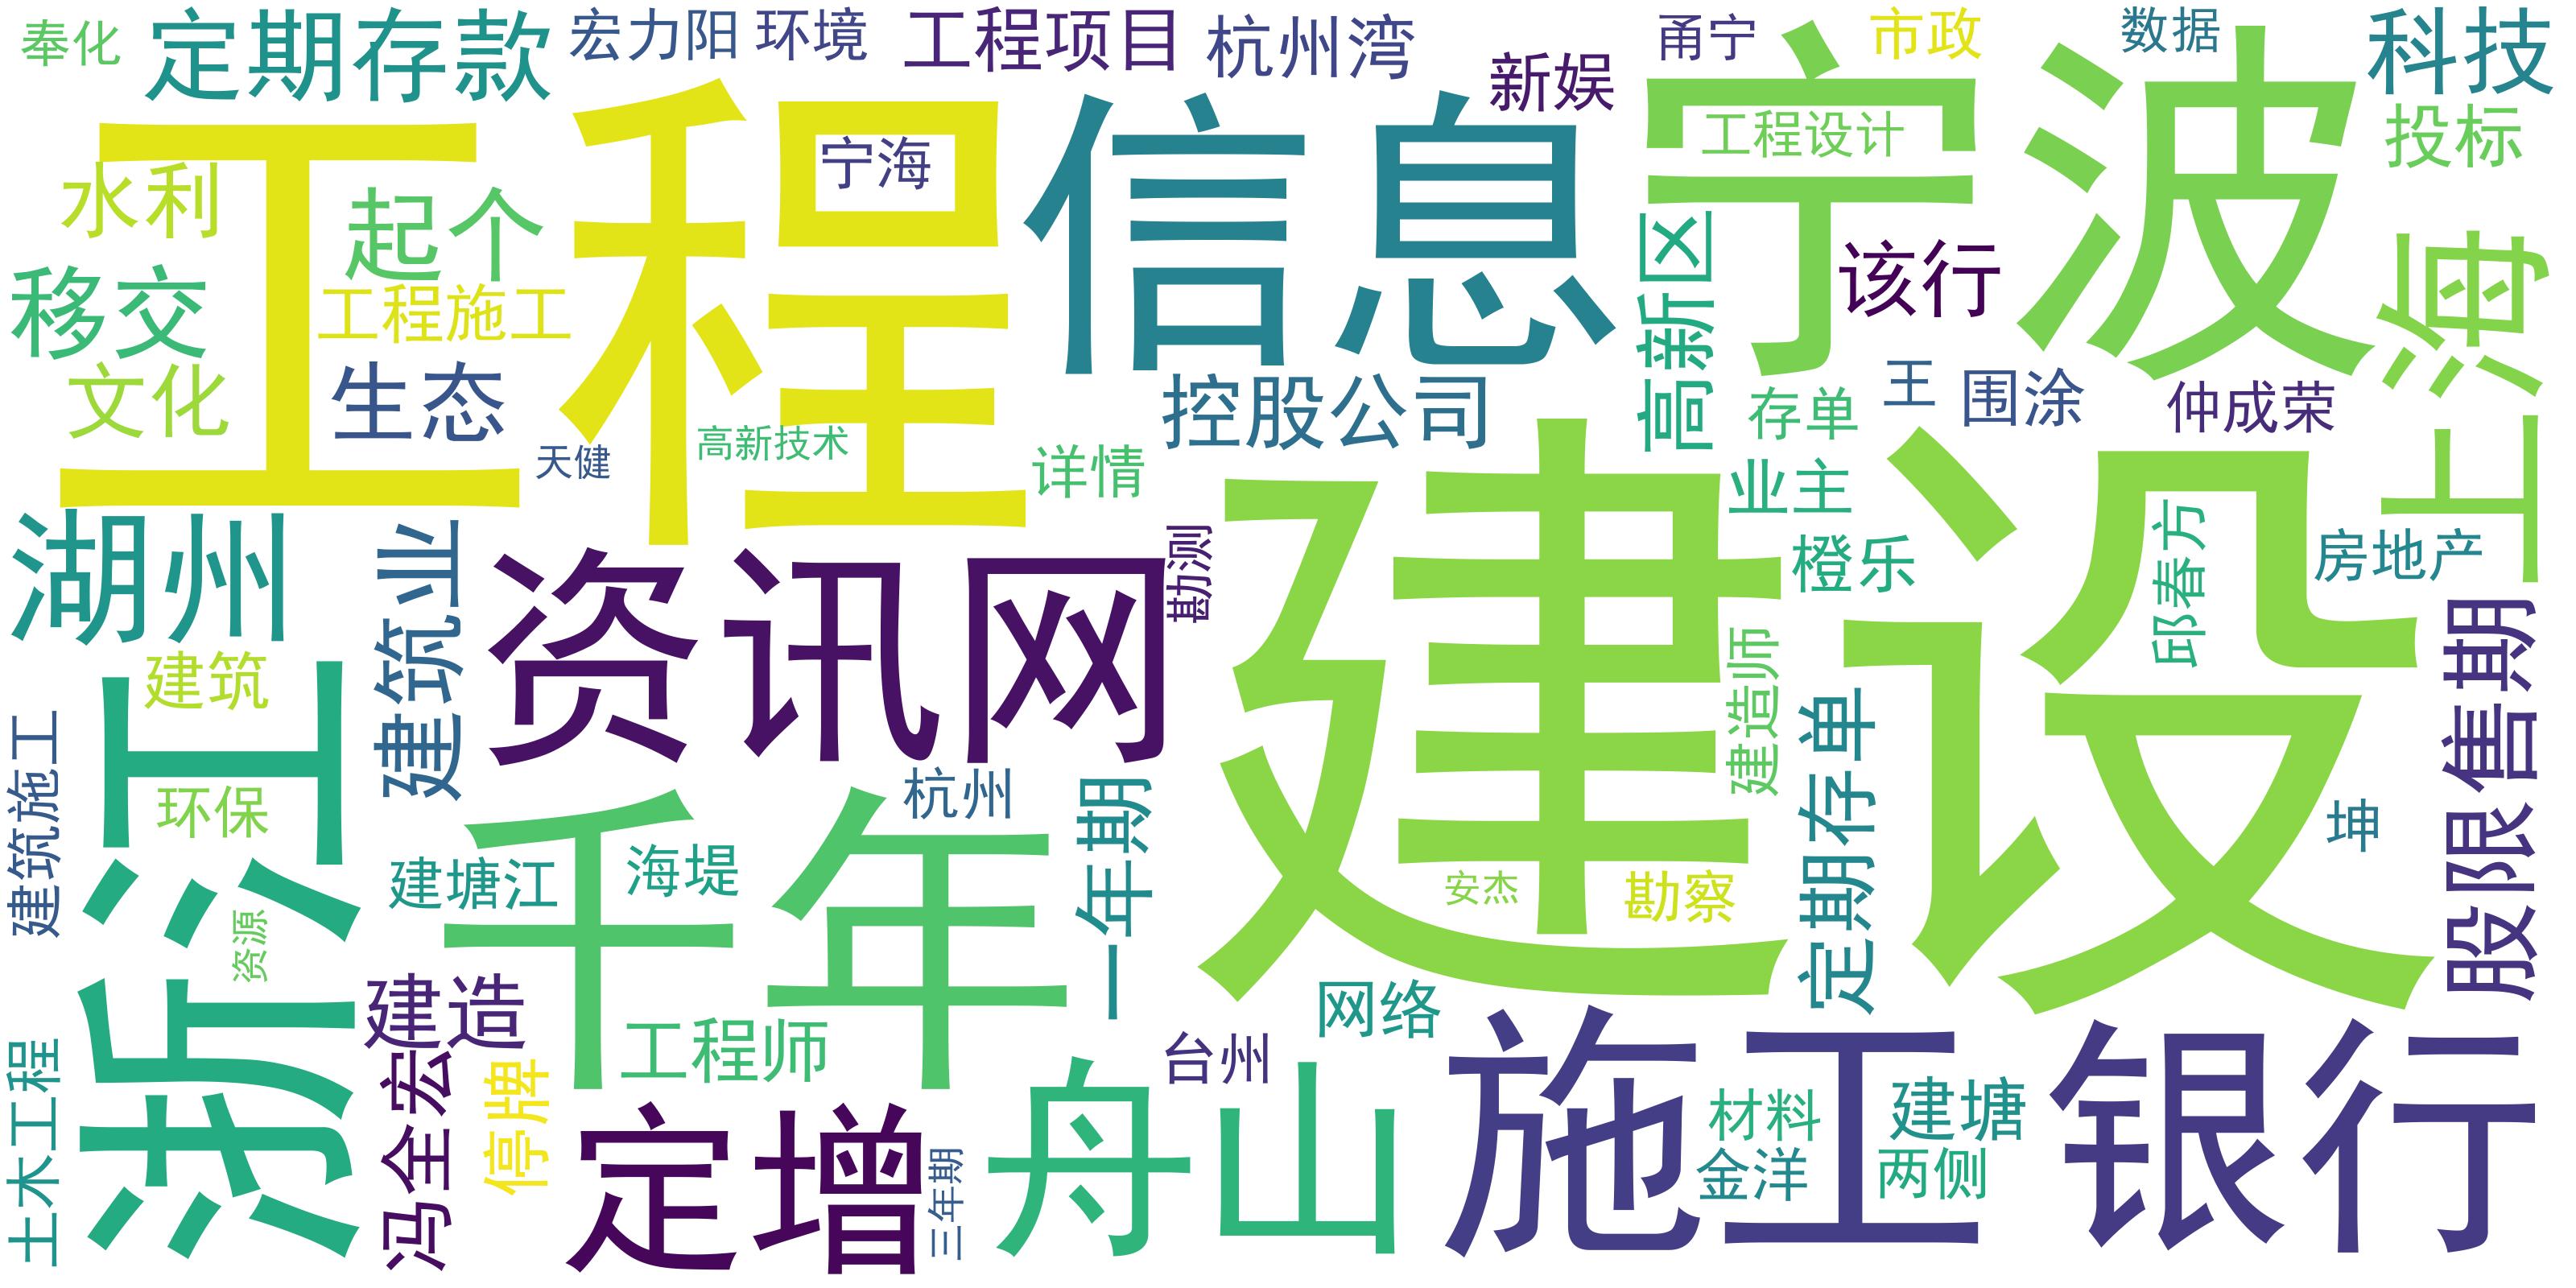 奉化
定期存款
宏力阳
环境
工程项目
杭州湾
新娱
甬宁
市政
数据
科技
工程
信息
宁波
宁海
工程设计
投标
水利
起个
移交
工程施工
文化
生态
天健
高新技术
详情
控股公司
高新区
该行
存单
王
围涂
仲成荣
上海
湖州
建筑业
资讯网
勘测
建设
业主
橙乐
邱春方
房地产
建筑
浙江
建筑施工
环保
资源
千年
杭州
一年期
建塘江
海堤
建造师
定期存单
安杰
勘察
坤
股限售期
建造
工程师
网络
台州
舟山
施工
银行
土木工程
冯全宏
停牌
定增
三年期
材料
建塘
金洋
两侧